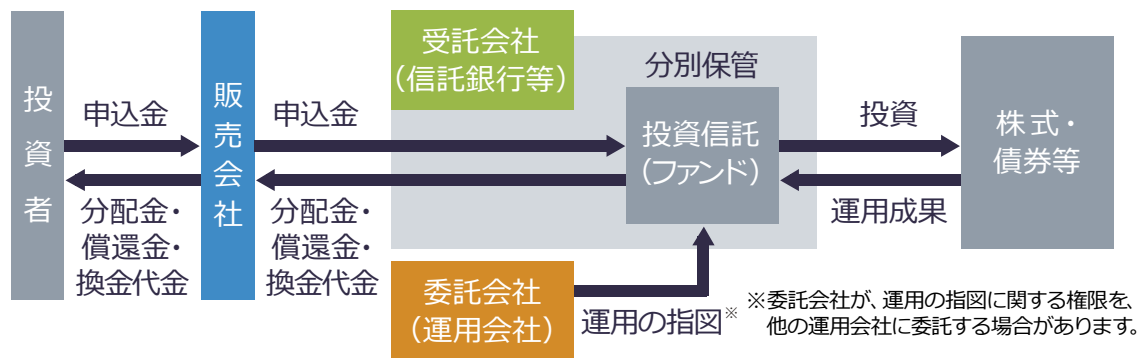 投資者
申込金
分配金・
償還金・
換金代金
販売会社
申込金
分配金・
償還金・
換金代金
受託会社
（信託銀行等）
分別保管
投資信託
（ファンド）
委託会社
（運用会社）
運用の指図※
投資
運用成果
株式・
債券等
※委託会社が、運用の指図に関する権限を、
他の運用会社に委託する場合があります。